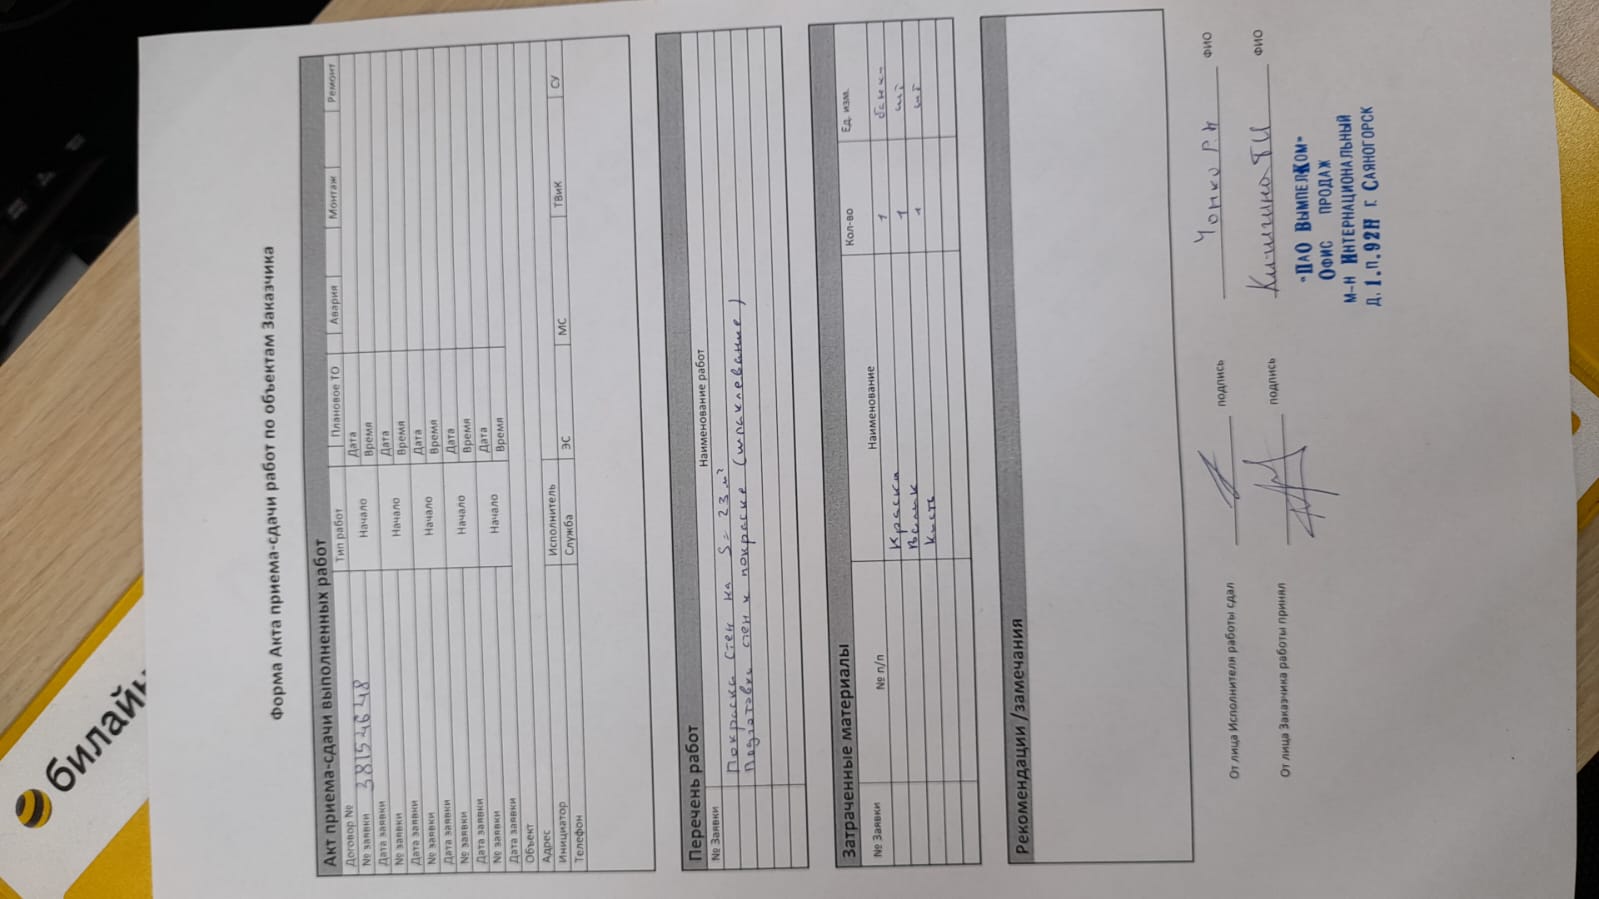 билайн
Форма Акта приема-сдачи работ по объектам Заказчика
Акт приема-сдачи выполненных работ
Договор № Тип работ Плановое ТО Авария Монтаж Ремонт
№ заявки 38154648 Начало Дата
Дата заявки Время
№ заявки Начало Дата
Дата заявки Время
№ заявки Начало Дата
Дата заявки Время
№ заявки Начало Дата
Дата заявки Время
№ заявки Начало Дата
Дата заявки Время
Объект
Адрес Исполнитель
Инициатор Служба ЭС МС ТВиК СУ
Телефон
Перечень работ
№ Заявки Наименование работ
Покраска стен на S = 23 м²
Подготовка стен к покраске (шпаклевание)
Затраченные материалы
№ Заявки № п/п Наименование Кол-во Ед. изм.
Краска 1
Валик 1 шт
Кисть 1 шт
Рекомендации /замечания
От лица Исполнителя работы сдал подпись ФИО
От лица Заказчика работы принял подпись ФИО
"ПАО ВымпелКом"
Офис продаж
м-н Интернациональный
д.1.п.92Н г. Саяногорск